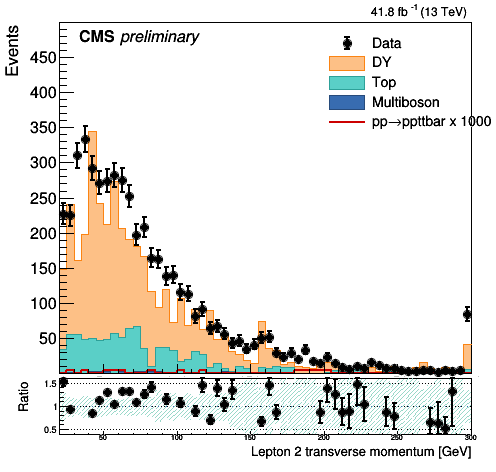 41.8 fb⁻¹ (13 TeV)
CMS preliminary
Events
450
400
350
300
250
200
150
100
50
Data
DY
Top
Multiboson
pp→ppttbar x 1000
Ratio
1.5
1.0
0.5
50
100
150
200
250
300
Lepton 2 transverse momentum [GeV]